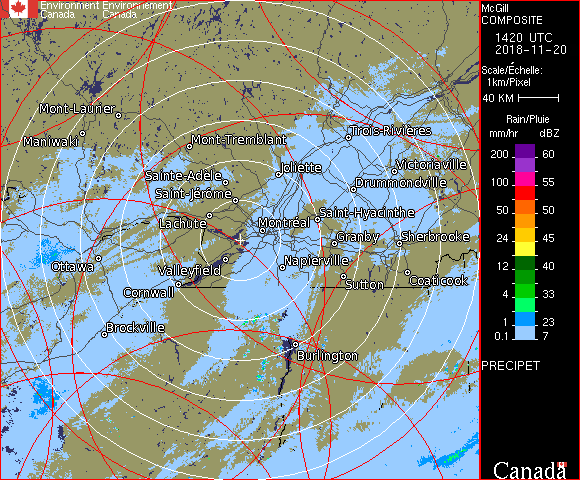 Environment Environnement
Canada Canada
McGill
COMPOSITE
1420 UTC
2018-11-20
Scale/Échelle:
1km/Pixel
40 KM
Rain/Pluie
mm/hr dBZ
200 60
150 55
100 55
50 50
24 45
12 40
4 33
1 23
0.1 7
PRECIPET
Canada
Mont-Laurier
Maniwaki
Mont-Tremblant
Trois-Rivières
Joliette
Victoriaville
Sainte-Adèle
Drummondville
Saint-Jérôme
Lachute
Saint-Hyacinthe
Montréal
Granby
Sherbrooke
Ottawa
Valleyfield
Napierville
Cornwall
Sutton
Coaticook
Brockville
Burlington